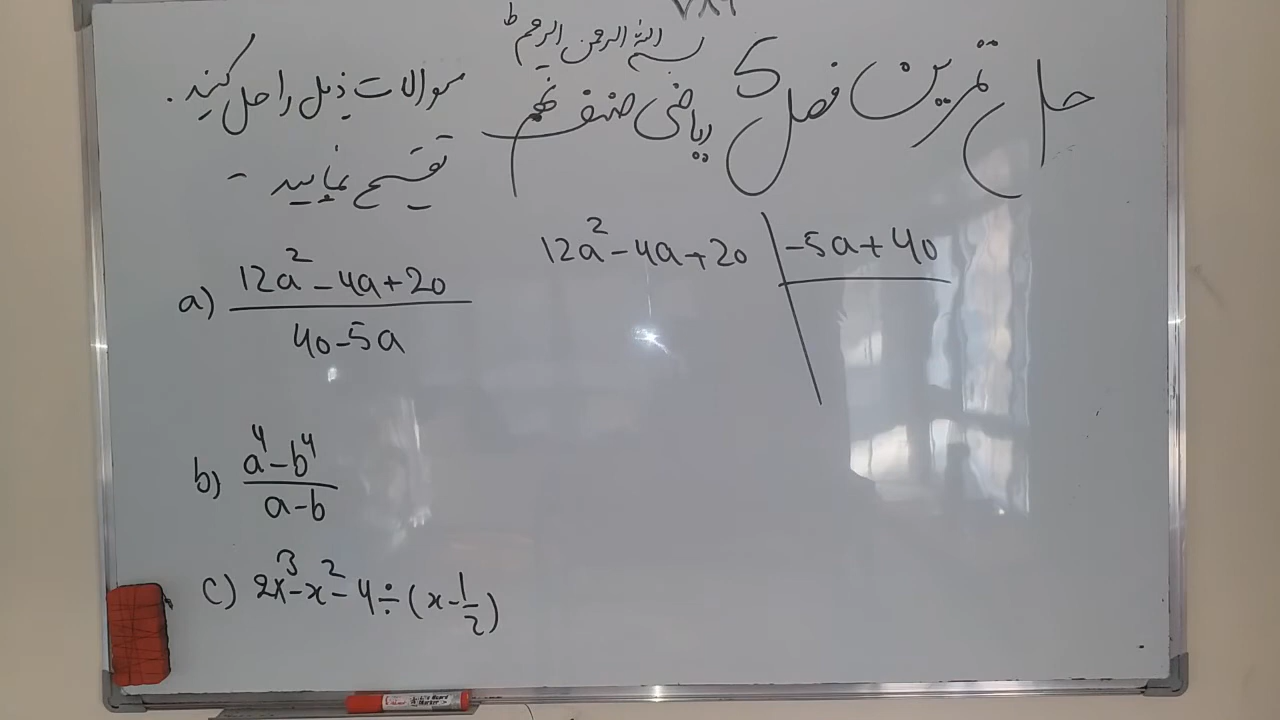 ۷۸۶
بسم الله الرحمن الرحیم ط
حل تمرین فصل 5
ریاضی صنف نهم
سوالات ذیل را حل کنید.
تقسیم نمایید -
a) 12a² - 4a + 20 / 40 - 5a
12a² - 4a + 20 | -5a + 40
b) a⁴ - b⁴ / a - b
c) 2x³ - x² - 4 ÷ (x - 1/2)